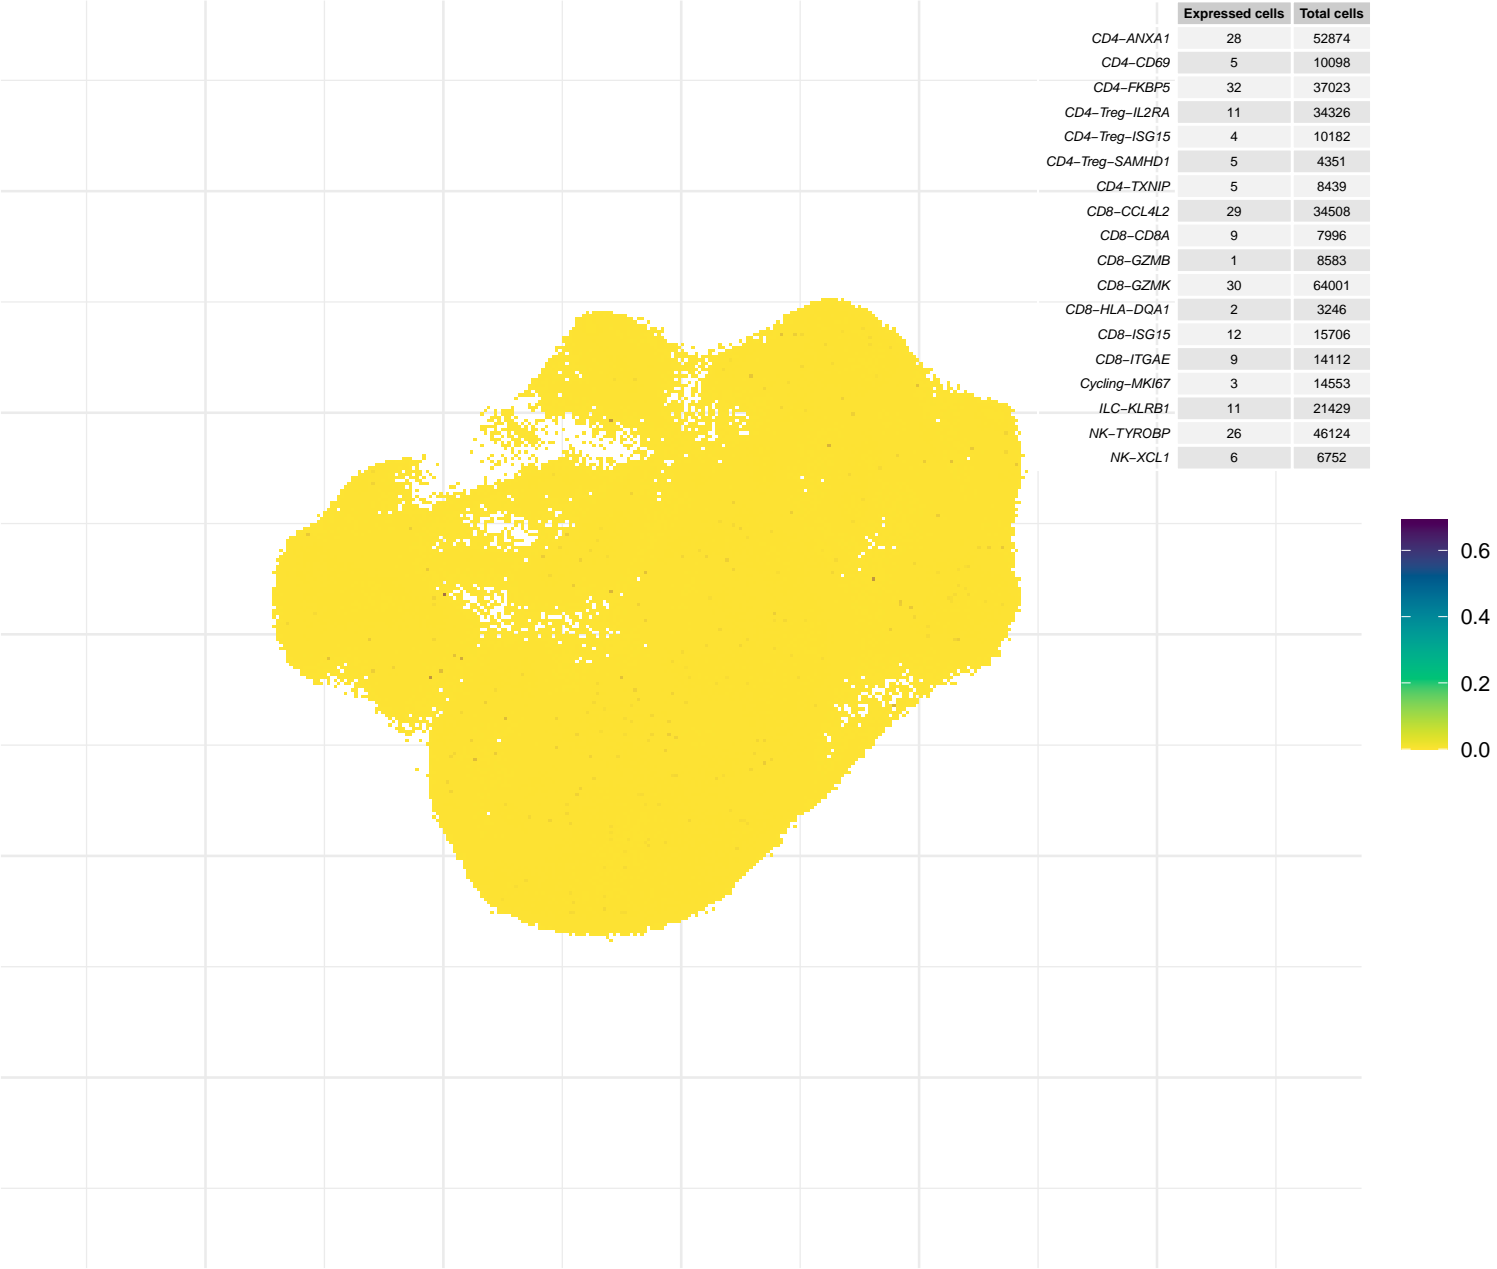 Expressed cells Total cells
CD4−ANXA1 28 52874
CD4−CD69 5 10098
CD4−FKBP5 32 37023
CD4−Treg−IL2RA 11 34326
CD4−Treg−ISG15 4 10182
CD4−Treg−SAMHD1 5 4351
CD4−TXNIP 5 8439
CD8−CCL4L2 29 34508
CD8−CD8A 9 7996
CD8−GZMB 1 8583
CD8−GZMK 30 64001
CD8−HLA−DQA1 2 3246
CD8−ISG15 12 15706
CD8−ITGAE 9 14112
Cycling−MKI67 3 14553
ILC−KLRB1 11 21429
NK−TYROBP 26 46124
NK−XCL1 6 6752
0.6
0.4
0.2
0.0